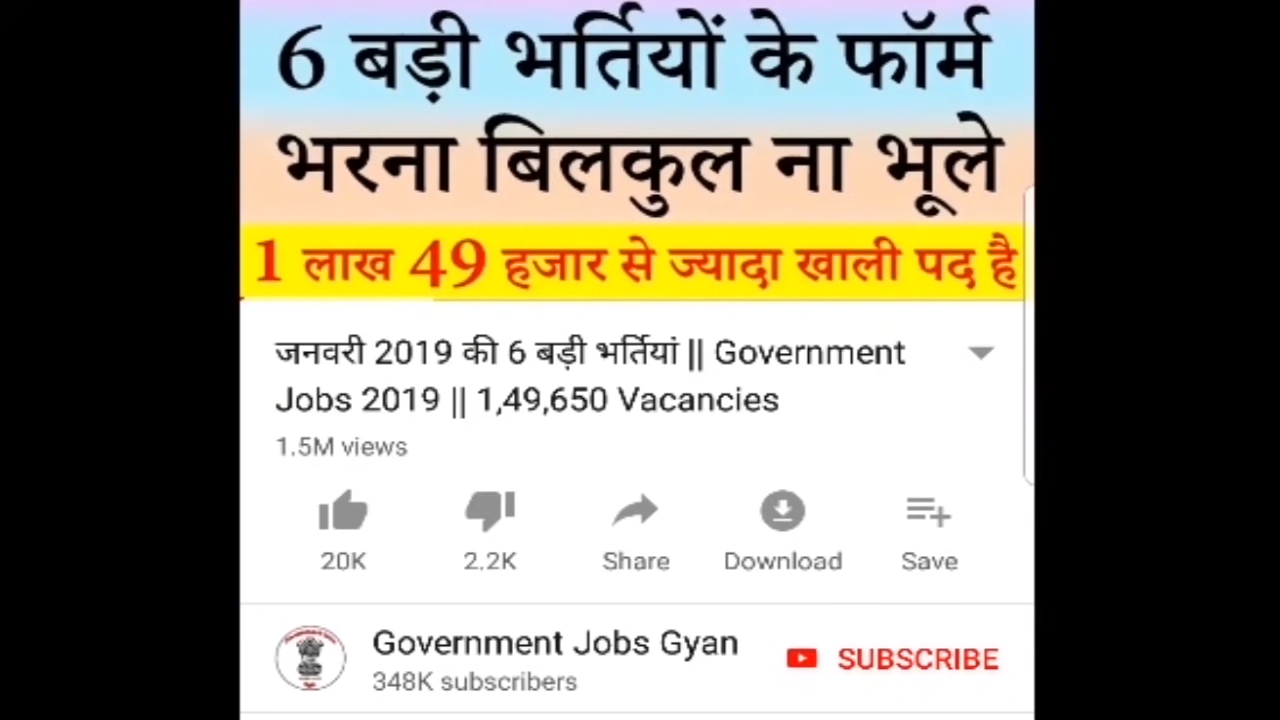 6 बड़ी भर्तियों के फॉर्म
भरना बिलकुल ना भूले
1 लाख 49 हजार से ज्यादा खाली पद है
जनवरी 2019 की 6 बड़ी भर्तियां || Government
Jobs 2019 || 1,49,650 Vacancies
1.5M views
20K 2.2K Share Download Save
Government Jobs Gyan
348K subscribers
SUBSCRIBE